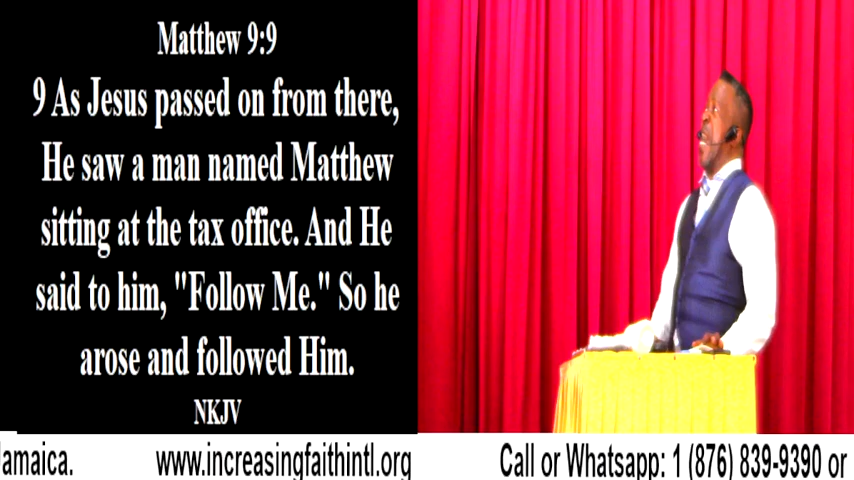 Matthew 9:9
9 As Jesus passed on from there,
He saw a man named Matthew
sitting at the tax office. And He
said to him, "Follow Me." So he
arose and followed Him.
NKJV
amaica. www.increasingfaithintl.org Call or Whatsapp: 1 (876) 839-9390 or